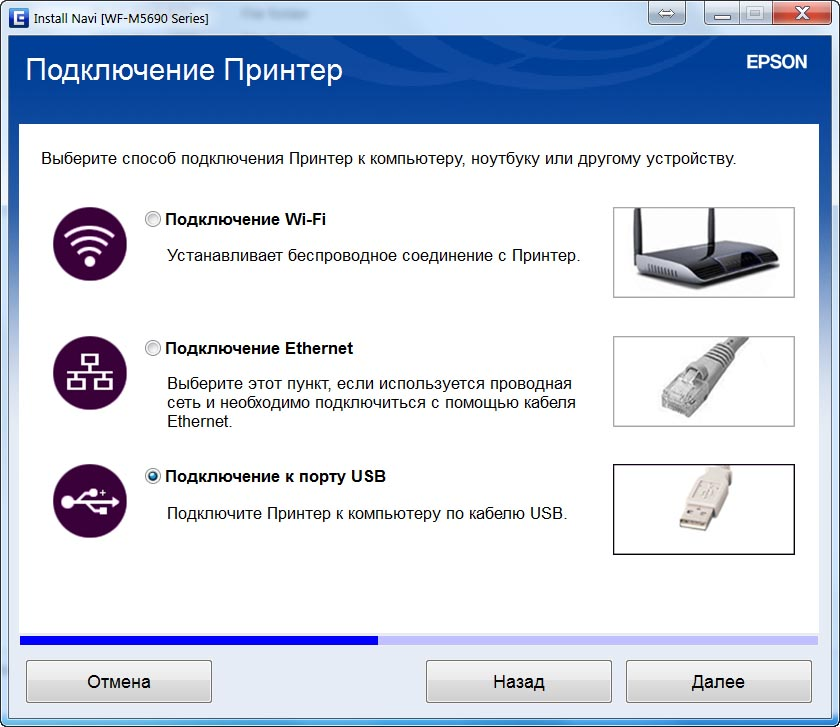 Install Navi [WF-M5690 Series]
Подключение Принтер
EPSON
Выберите способ подключения Принтер к компьютеру, ноутбуку или другому устройству.
Подключение Wi-Fi
Устанавливает беспроводное соединение с Принтер.
Подключение Ethernet
Выберите этот пункт, если используется проводная
сеть и необходимо подключиться с помощью кабеля
Ethernet.
Подключение к порту USB
Подключите Принтер к компьютеру по кабелю USB.
Отмена
Назад
Далее